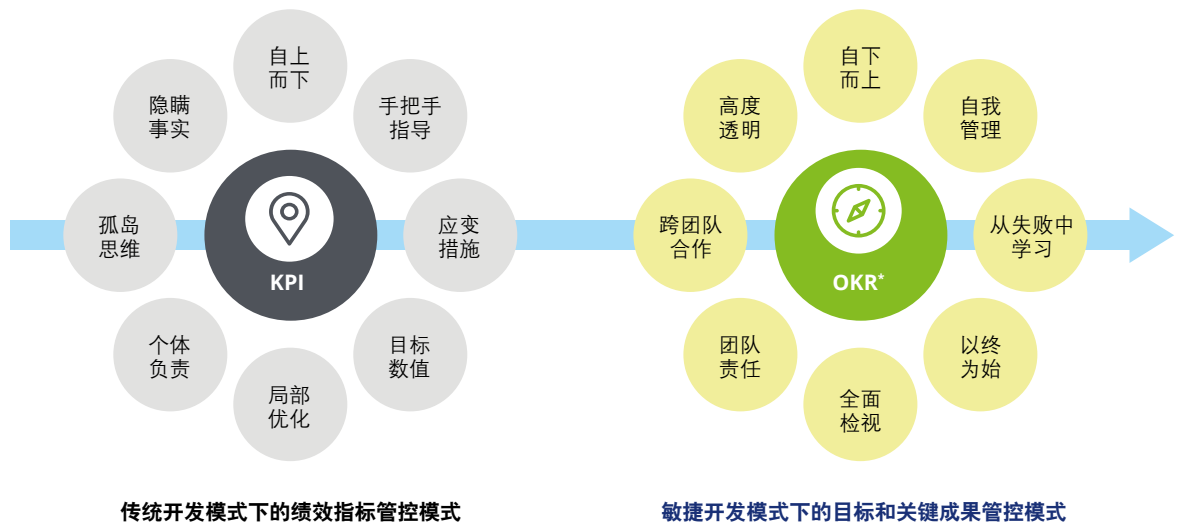 自上
而下
手把手
指导
应变
措施
目标
数值
局部
优化
个体
负责
孤岛
思维
隐瞒
事实
KPI
传统开发模式下的绩效指标管控模式
自下
而上
自我
管理
从失败中
学习
以终
为始
全面
检视
团队
责任
跨团队
合作
高度
透明
OKR*
敏捷开发模式下的目标和关键成果管控模式